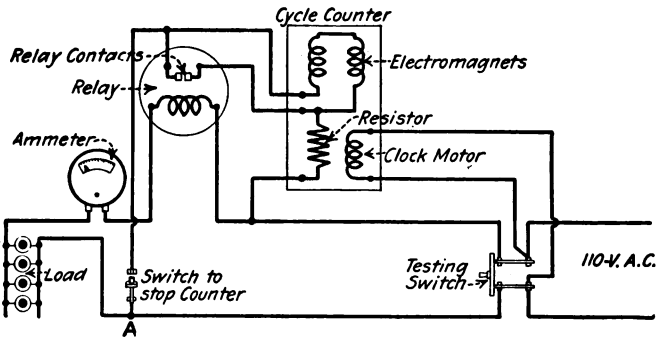 Cycle Counter
Relay Contacts
Electromagnets
Relay
Resistor
Ammeter
Clock Motor
Load
Switch to
stop Counter
Testing
Switch
110-V. A.C.
A